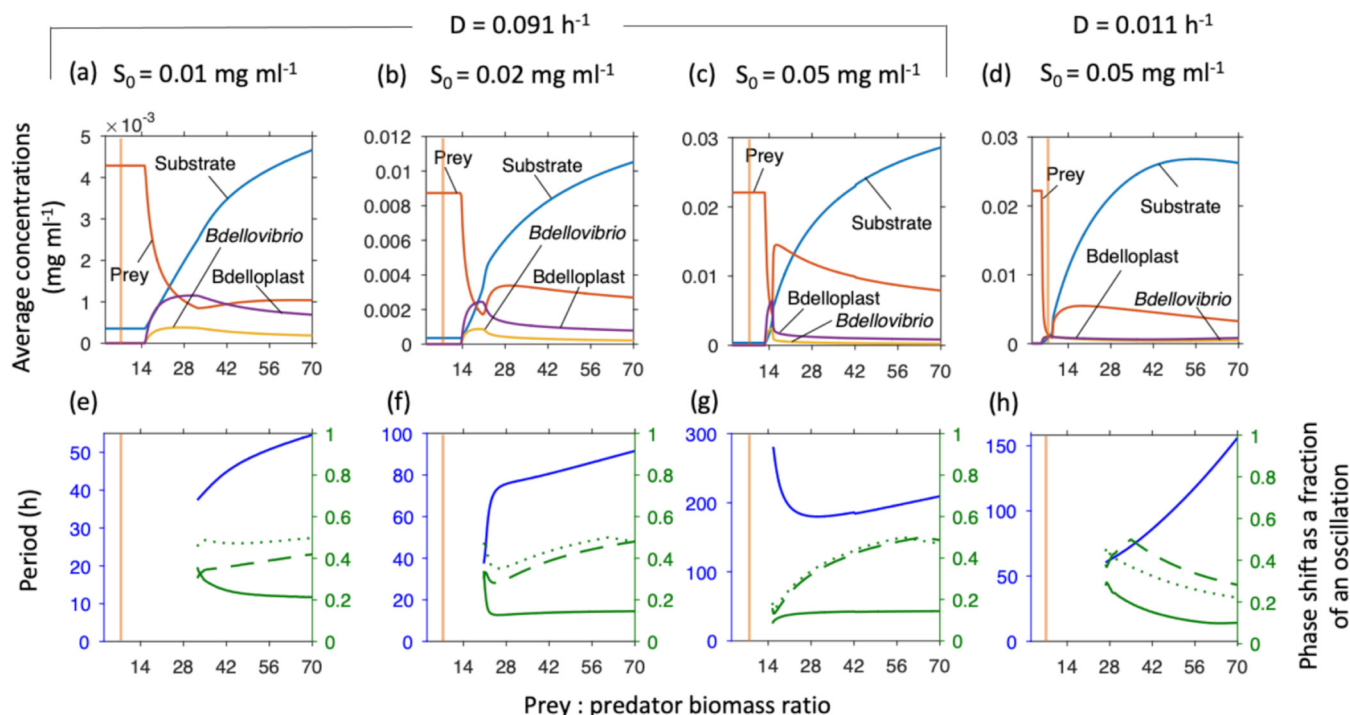 D = 0.091 h-1
D = 0.011 h-1
(a) S0 = 0.01 mg ml-1
(b) S0 = 0.02 mg ml-1
(c) S0 = 0.05 mg ml-1
(d) S0 = 0.05 mg ml-1
Average concentrations
(mg ml-1)
5 × 10-3
4
3
2
1
0
Substrate
Bdellovibrio
Prey
Bdelloplast
14 28 42 56 70
0.012
0.010
0.008
0.006
0.004
0.002
0
Prey
Substrate
Bdellovibrio
Bdelloplast
14 28 42 56 70
0.03
0.02
0.01
0
Prey
Substrate
Bdelloplast
Bdellovibrio
14 28 42 56 70
0.03
0.02
0.01
0
Prey
Substrate
Bdelloplast
Bdellovibrio
14 28 42 56 70
(e)
(f)
(g)
(h)
Period (h)
50
40
30
20
10
0
1
0.8
0.6
0.4
0.2
0
14 28 42 56 70
100
80
60
40
20
0
1
0.8
0.6
0.4
0.2
0
14 28 42 56 70
300
200
100
0
1
0.8
0.6
0.4
0.2
0
14 28 42 56 70
150
100
50
0
1
0.8
0.6
0.4
0.2
0
14 28 42 56 70
Phase shift as a fraction
of an oscillation
Prey : predator biomass ratio